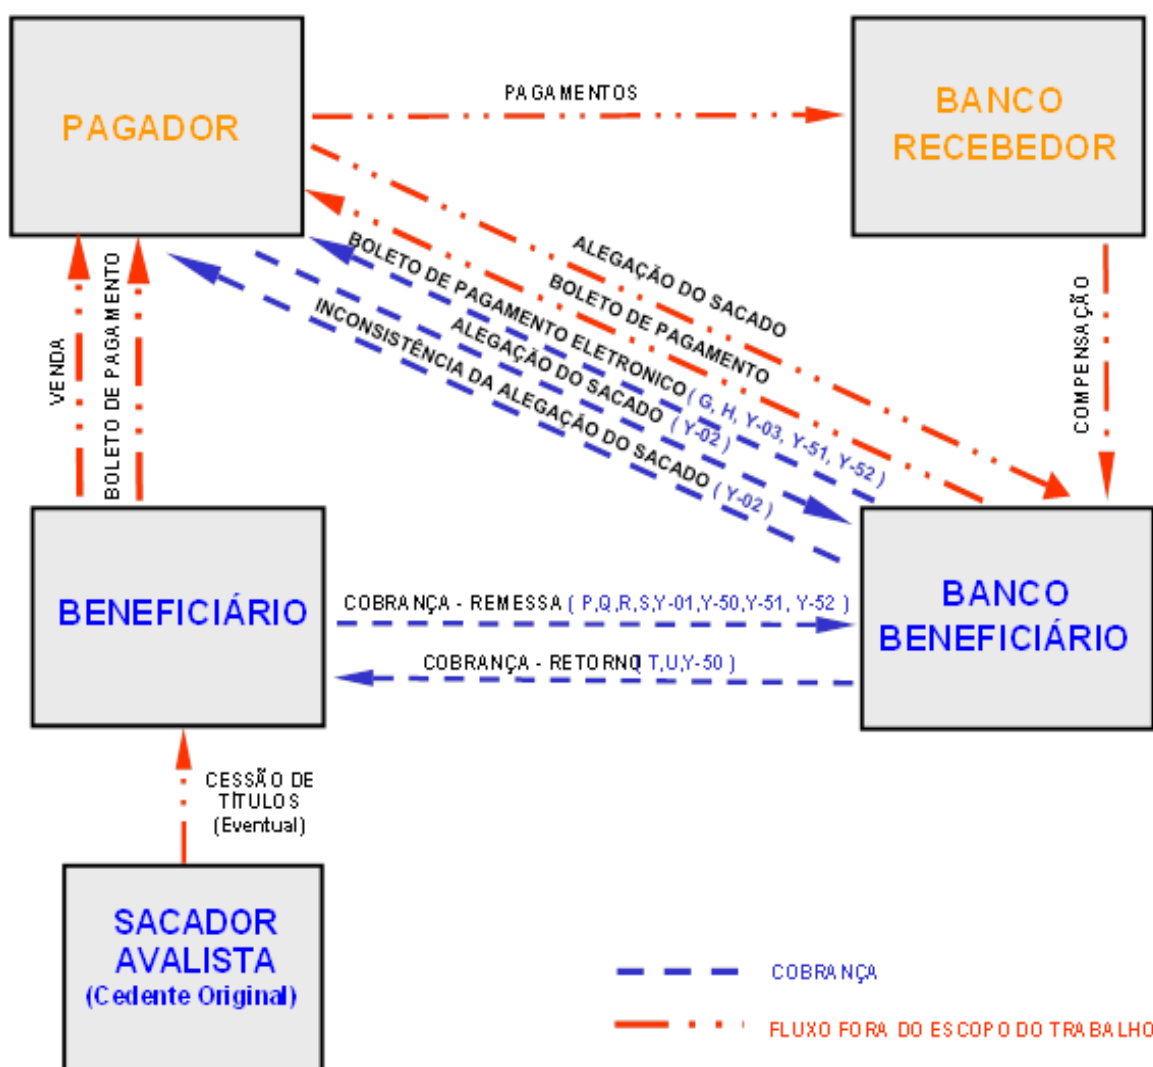 PAGAMENTOS
PAGADOR
BANCO
RECEBEDOR
ALEGAÇÃO DO SACADO
BOLETO DE PAGAMENTO
BOLETO DE PAGAMENTO ELETRONICO ( G, H, Y-03, Y-51, Y-52 )
ALEGAÇÃO DO SACADO ( Y-02 )
INCONSISTÊNCIA DA ALEGAÇÃO DO SACADO ( Y-02 )
VENDA
BOLETO DE PAGAMENTO
COMPENSAÇÃO
BENEFICIÁRIO
COBRANÇA - REMESSA ( P,Q,R,S,Y-01,Y-50,Y-51, Y-52 )
COBRANÇA - RETORNO ( T,U,Y-50 )
BANCO
BENEFICIÁRIO
CESSÃO DE
TÍTULOS
(Eventual)
SACADOR
AVALISTA
(Cedente Original)
COBRANÇA
FLUXO FORA DO ESCOPO DO TRABALHO